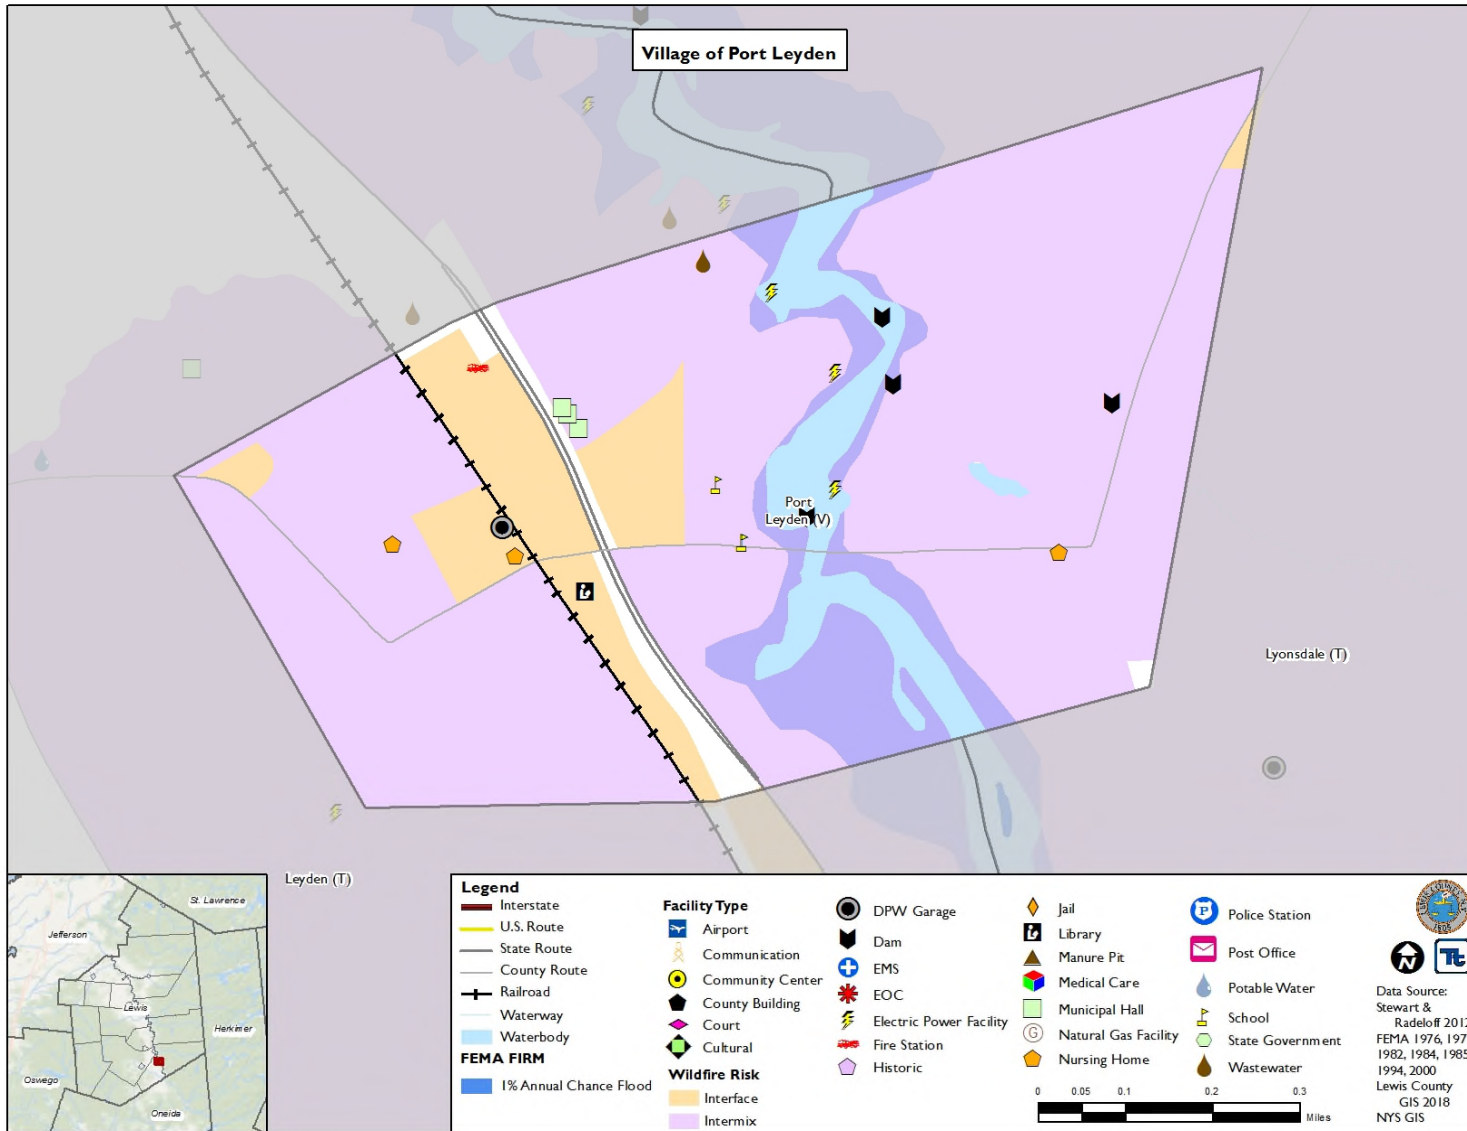 Village of Port Leyden
Port
Leyden (V)
Lyonsdale (T)
Leyden (T)
St. Lawrence
Jefferson
Lewis
Herkimer
Oswego
Oneida
Legend
Interstate
U.S. Route
State Route
County Route
Railroad
Waterway
Waterbody
FEMA FIRM
1% Annual Chance Flood
Facility Type
Airport
Communication
Community Center
County Building
Court
Cultural
Wildfire Risk
Interface
Intermix
DPW Garage
Dam
EMS
EOC
Electric Power Facility
Fire Station
Historic
Jail
Library
Manure Pit
Medical Care
Municipal Hall
G Natural Gas Facility
Nursing Home
0 0.05 0.1 0.2 0.3
Miles
P Police Station
Post Office
Potable Water
School
State Government
Wastewater
N
Tt
Data Source:
Stewart &
Radeloff 2012
FEMA 1976, 197
1982, 1984, 1985
1994, 2000
Lewis County
GIS 2018
NYS GIS